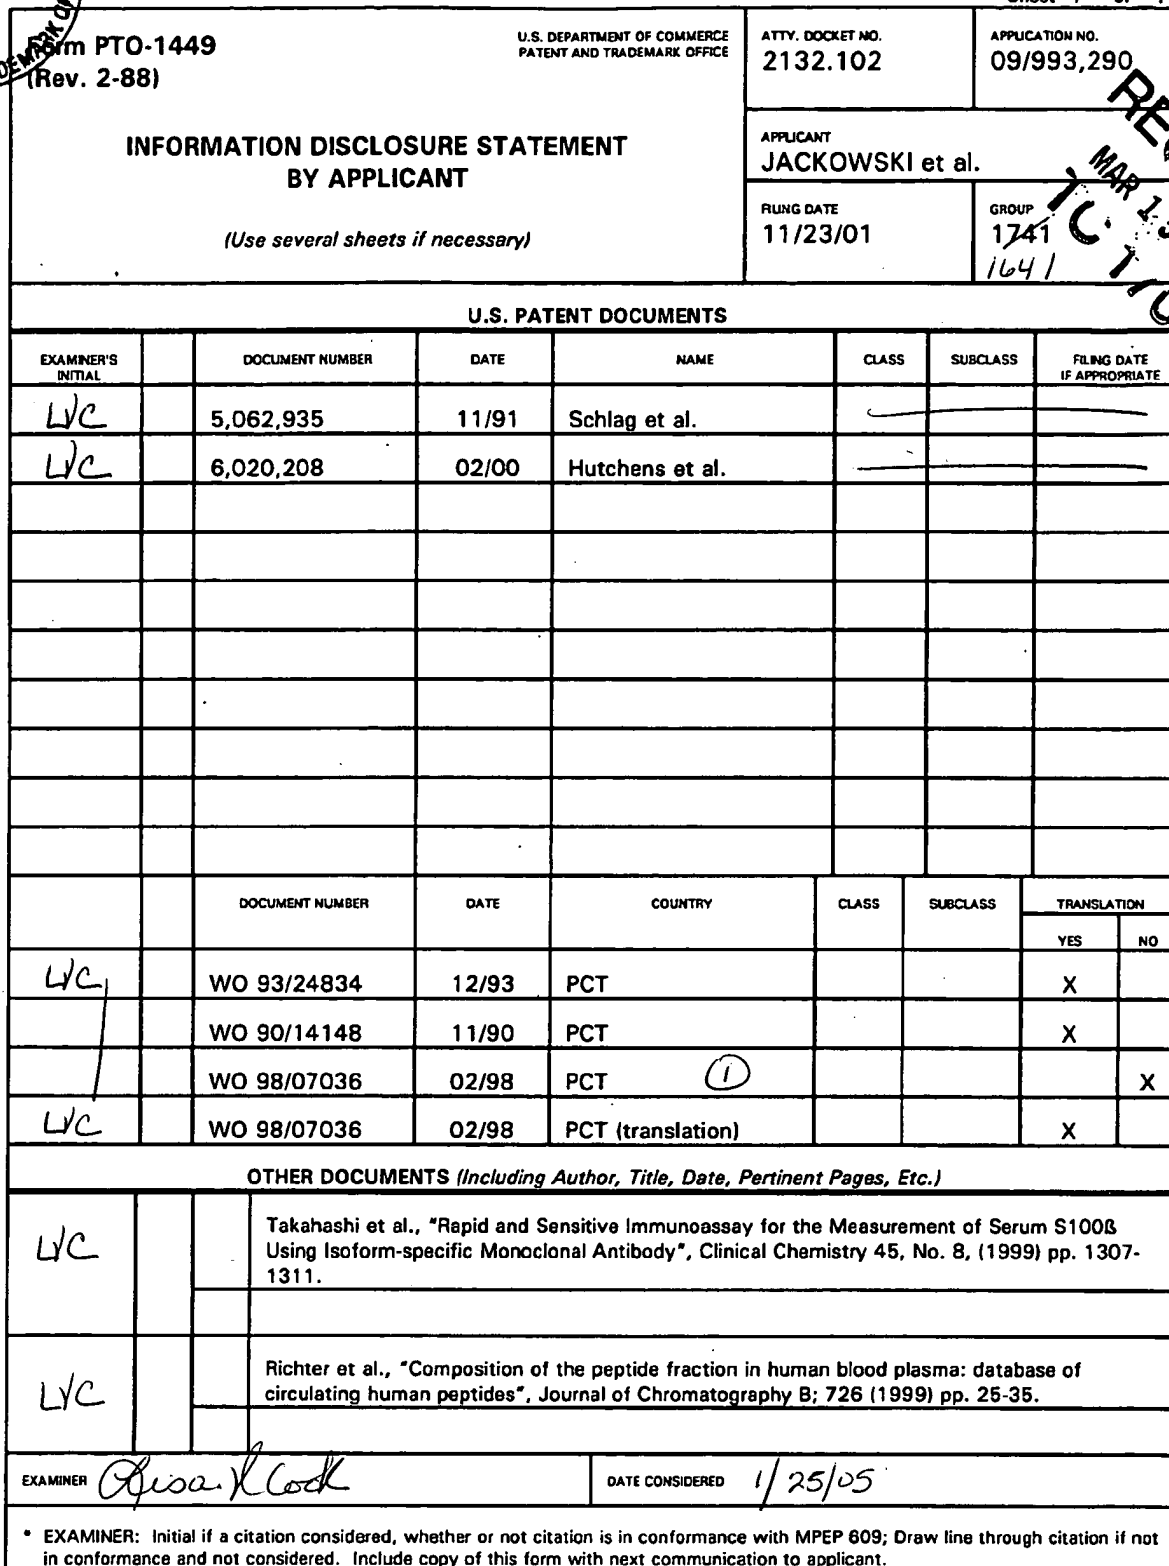 Form PTO-1449
(Rev. 2-88)
U.S. DEPARTMENT OF COMMERCE
PATENT AND TRADEMARK OFFICE
ATTY. DOCKET NO.
2132.102
APPLICATION NO.
09/993,290
INFORMATION DISCLOSURE STATEMENT
BY APPLICANT
(Use several sheets if necessary)
APPLICANT
JACKOWSKI et al.
FILING DATE
11/23/01
GROUP
1741
1641
MAR
U.S. PATENT DOCUMENTS
EXAMINER'S INITIAL DOCUMENT NUMBER DATE NAME CLASS SUBCLASS FILING DATE IF APPROPRIATE
LVC 5,062,935 11/91 Schlag et al.
LVC 6,020,208 02/00 Hutchens et al.
DOCUMENT NUMBER DATE COUNTRY CLASS SUBCLASS TRANSLATION
YES NO
LVC WO 93/24834 12/93 PCT X
WO 90/14148 11/90 PCT X
WO 98/07036 02/98 PCT 1 X
LVC WO 98/07036 02/98 PCT (translation) X
OTHER DOCUMENTS (Including Author, Title, Date, Pertinent Pages, Etc.)
LVC Takahashi et al., "Rapid and Sensitive Immunoassay for the Measurement of Serum S100ß
Using Isoform-specific Monoclonal Antibody", Clinical Chemistry 45, No. 8, (1999) pp. 1307-
1311.
LVC Richter et al., "Composition of the peptide fraction in human blood plasma: database of
circulating human peptides", Journal of Chromatography B; 726 (1999) pp. 25-35.
EXAMINER Lisa V Cook DATE CONSIDERED 1/25/05
* EXAMINER: Initial if a citation considered, whether or not citation is in conformance with MPEP 609; Draw line through citation if not
in conformance and not considered. Include copy of this form with next communication to applicant.